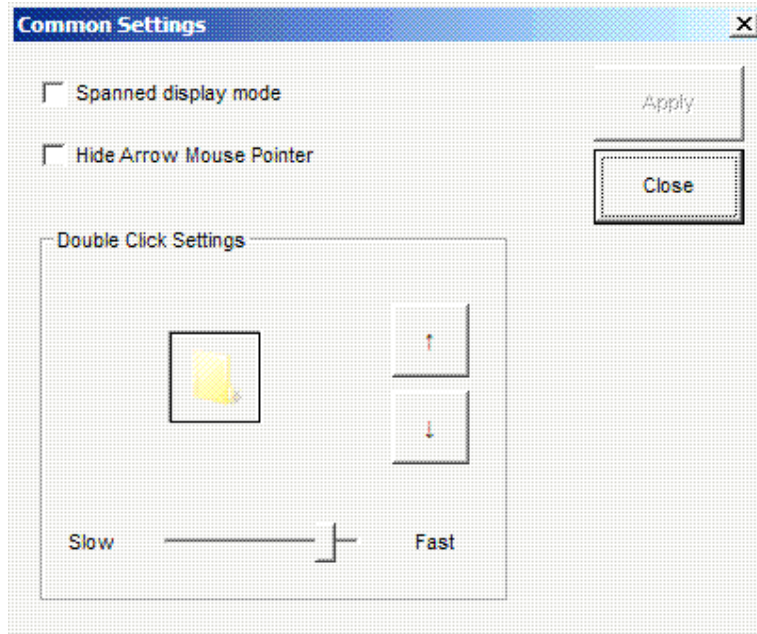 Common Settings
Spanned display mode
Apply
Hide Arrow Mouse Pointer
Close
Double Click Settings
↑
↓
Slow
Fast